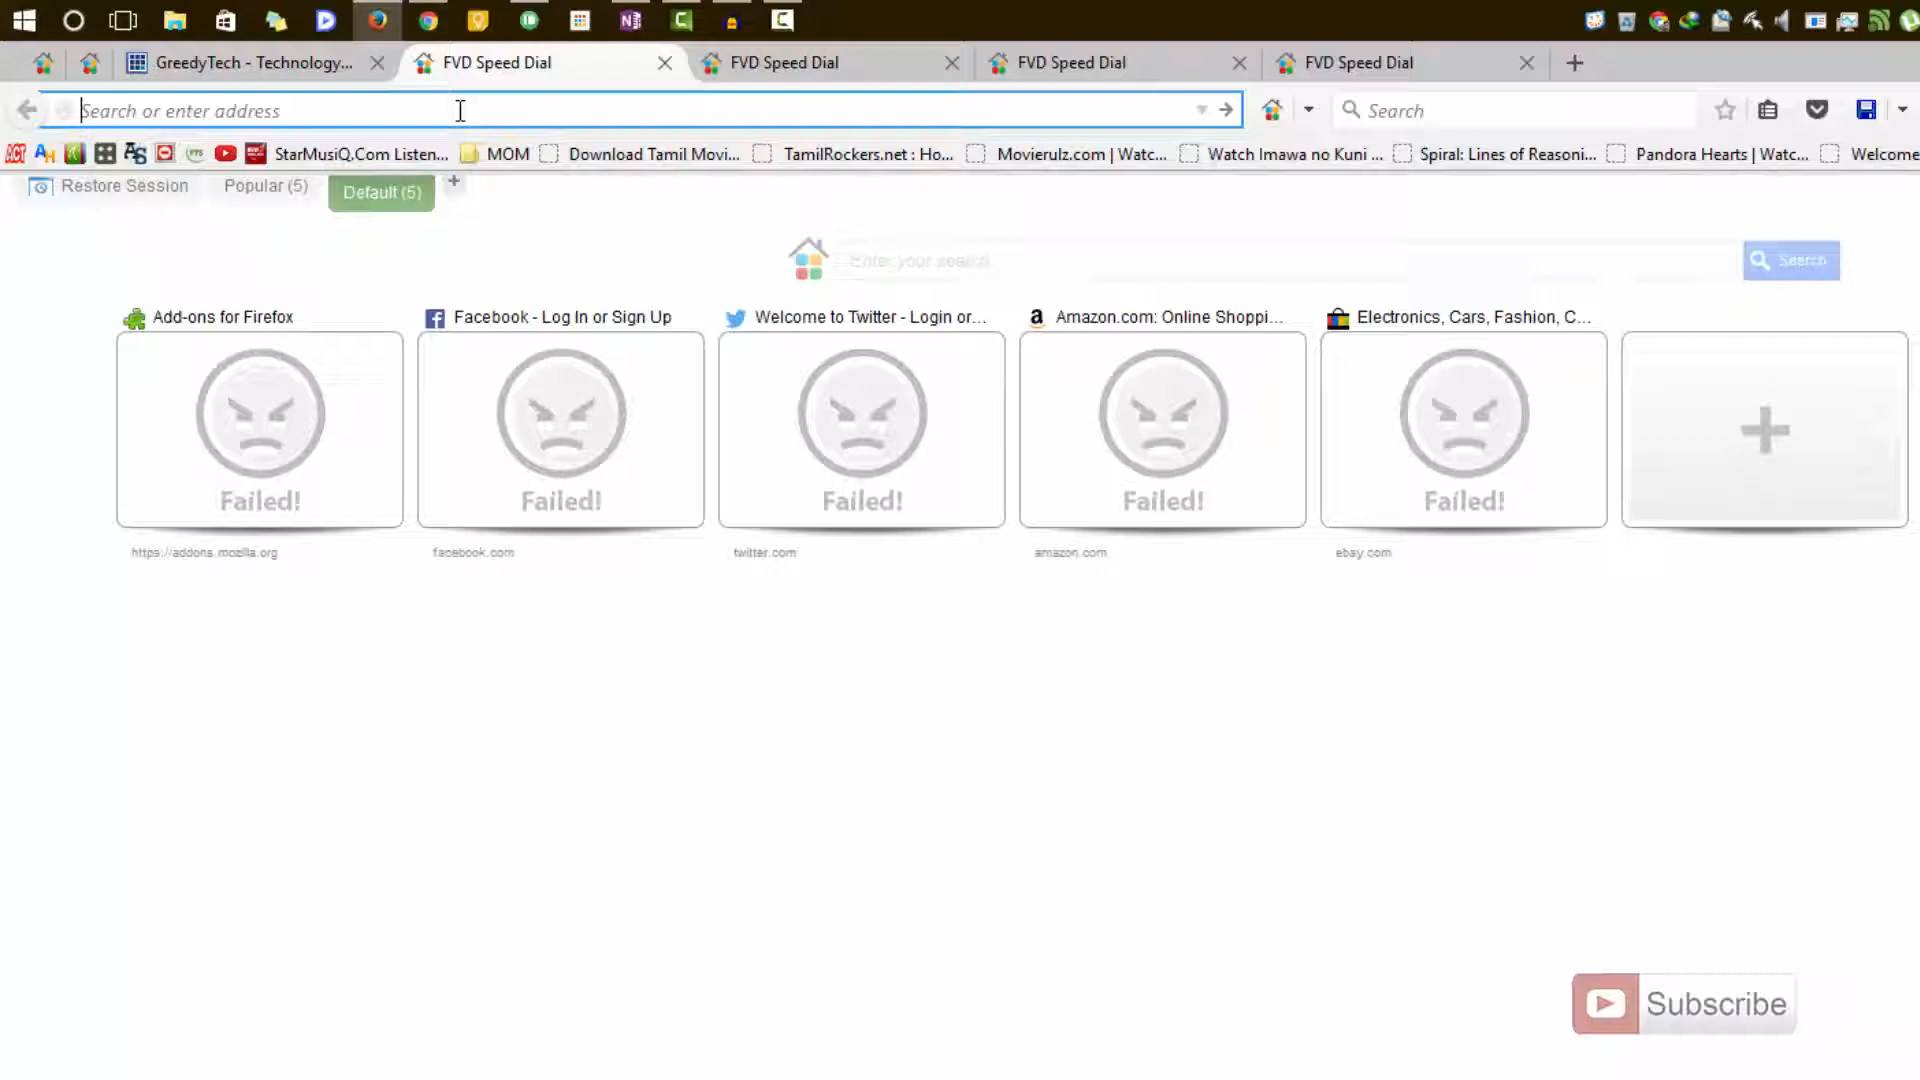 GreedyTech - Technology...
FVD Speed Dial
FVD Speed Dial
FVD Speed Dial
FVD Speed Dial
Search or enter address
Search
StarMusiQ.Com Listen...
MOM
Download Tamil Movi...
TamilRockers.net : Ho...
Movierulz.com | Watc...
Watch Imawa no Kuni ...
Spiral: Lines of Reasoni...
Pandora Hearts | Watc...
Welcome
Restore Session
Popular (5)
Default (5)
Enter your search
Search
Add-ons for Firefox
Facebook - Log In or Sign Up
Welcome to Twitter - Login or...
Amazon.com: Online Shoppi...
Electronics, Cars, Fashion, C...
Failed!
Failed!
Failed!
Failed!
Failed!
https://addons.mozilla.org
facebook.com
twitter.com
amazon.com
ebay.com
Subscribe